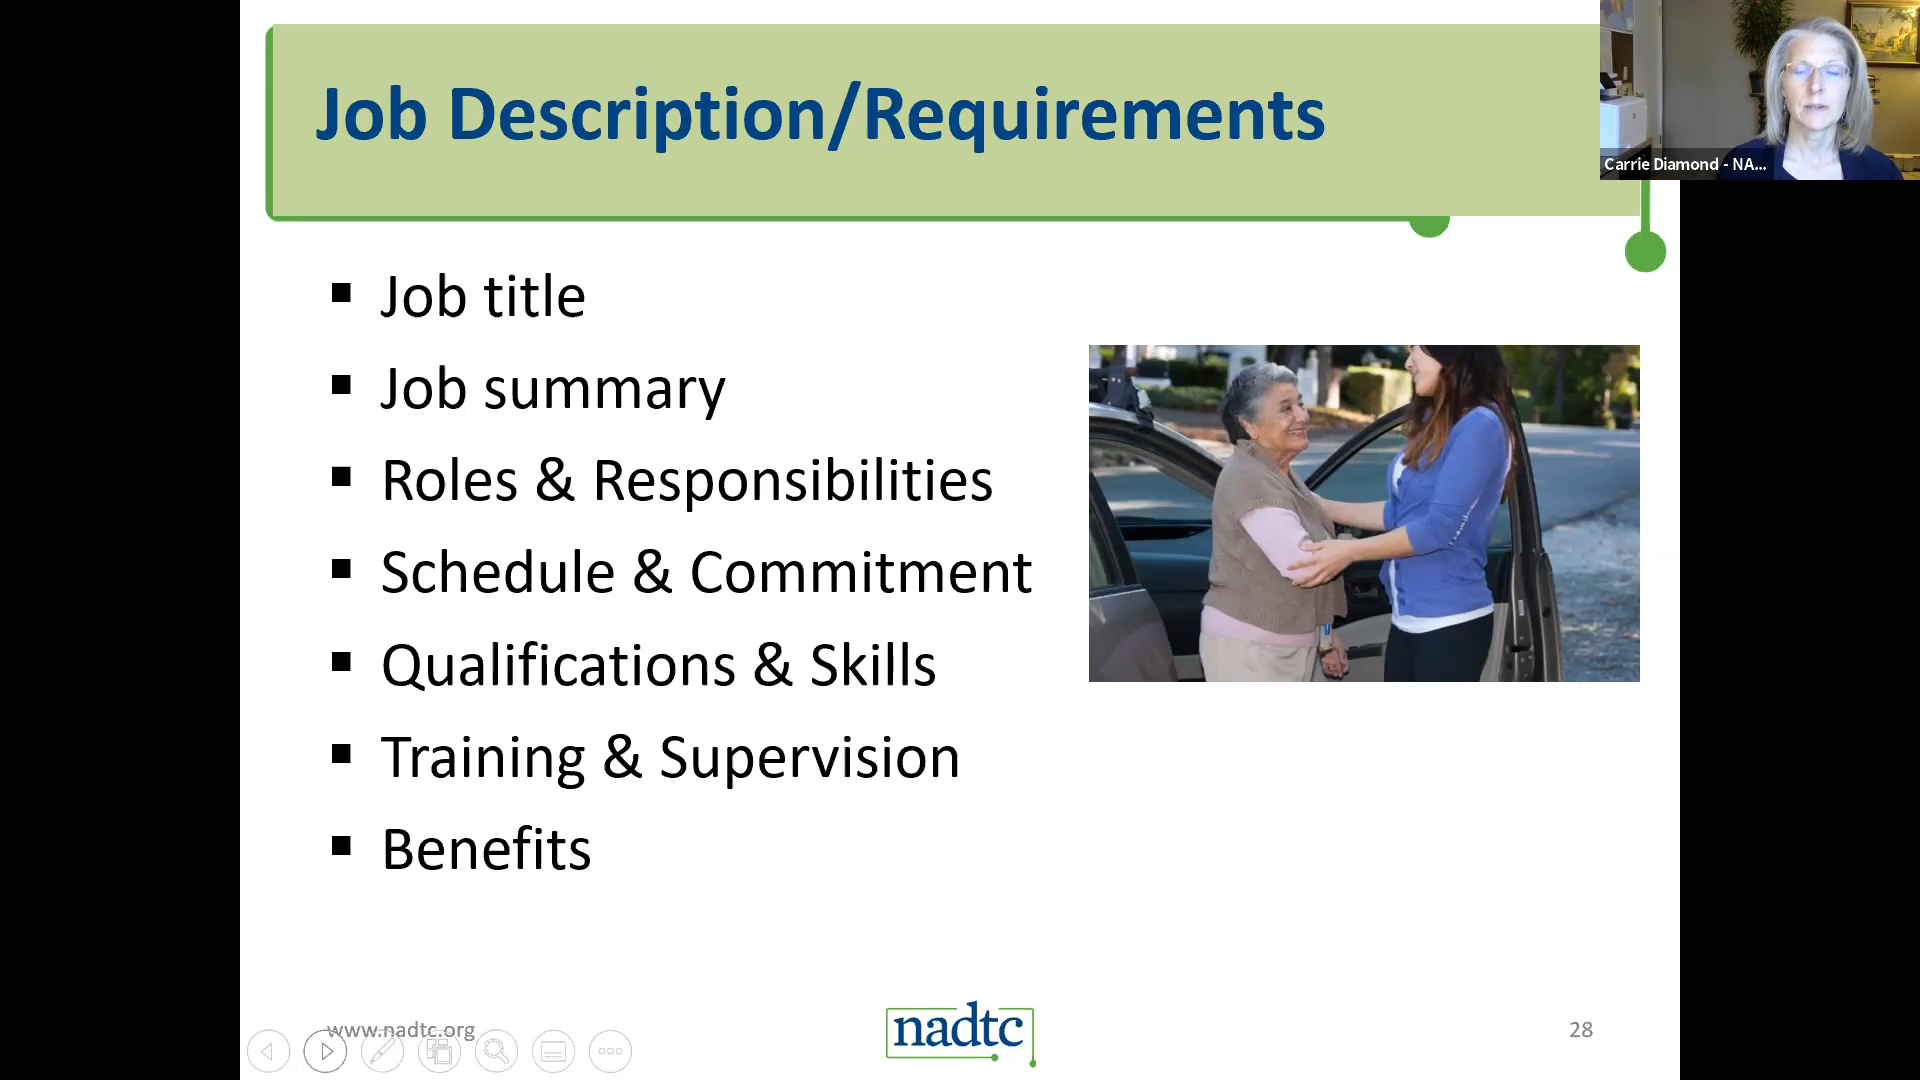 Job Description/Requirements
Carrie Diamond - NA...
Job title
Job summary
Roles & Responsibilities
Schedule & Commitment
Qualifications & Skills
Training & Supervision
Benefits
www.nadtc.org
nadtc
28